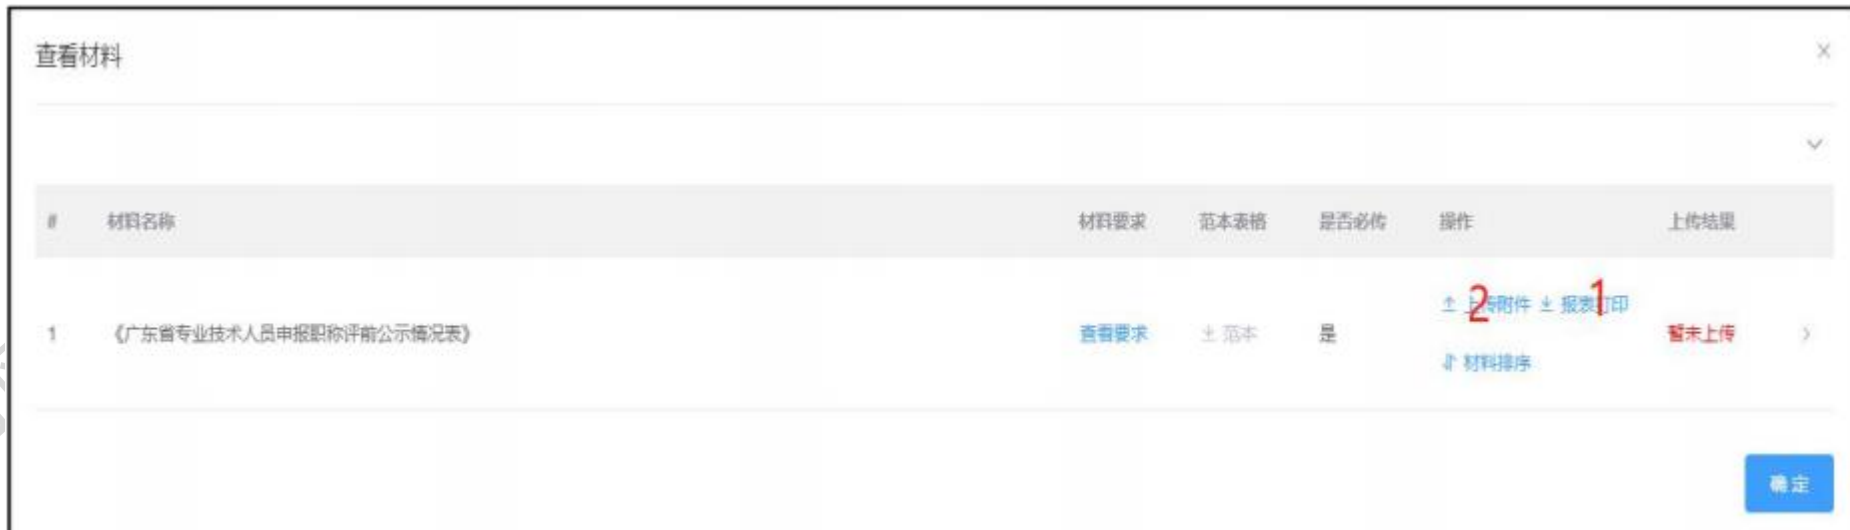 查看材料
# 材料名称 材料要求 范本表格 是否必传 操作 上传结果
1 《广东省专业技术人员申报职称评前公示情况表》 查看要求 范本 是 上传附件 报表打印 暂未上传
2 1
材料排序
确定